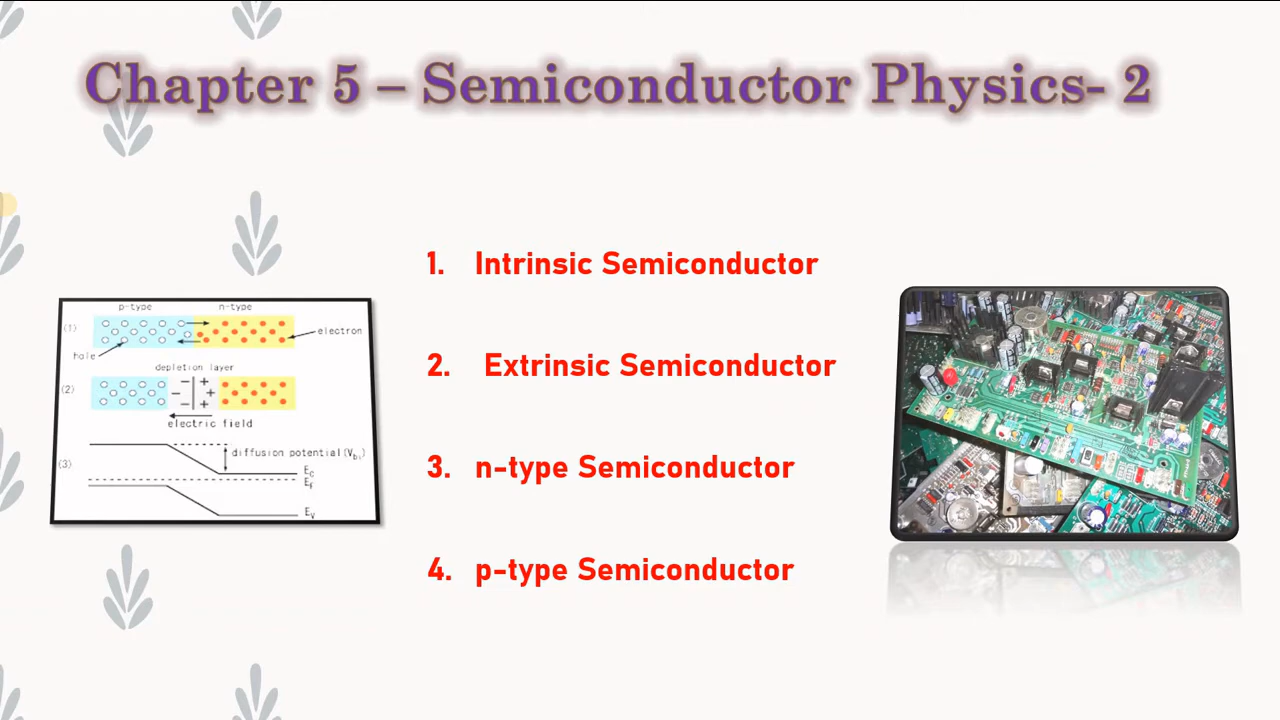 Chapter 5 – Semiconductor Physics- 2
1. Intrinsic Semiconductor
2. Extrinsic Semiconductor
3. n-type Semiconductor
4. p-type Semiconductor
p-type n-type
(1)
electron
hole
depletion layer
(2)
electric field
(3)
diffusion potential(Vbi)
Ec
Ef
Ev